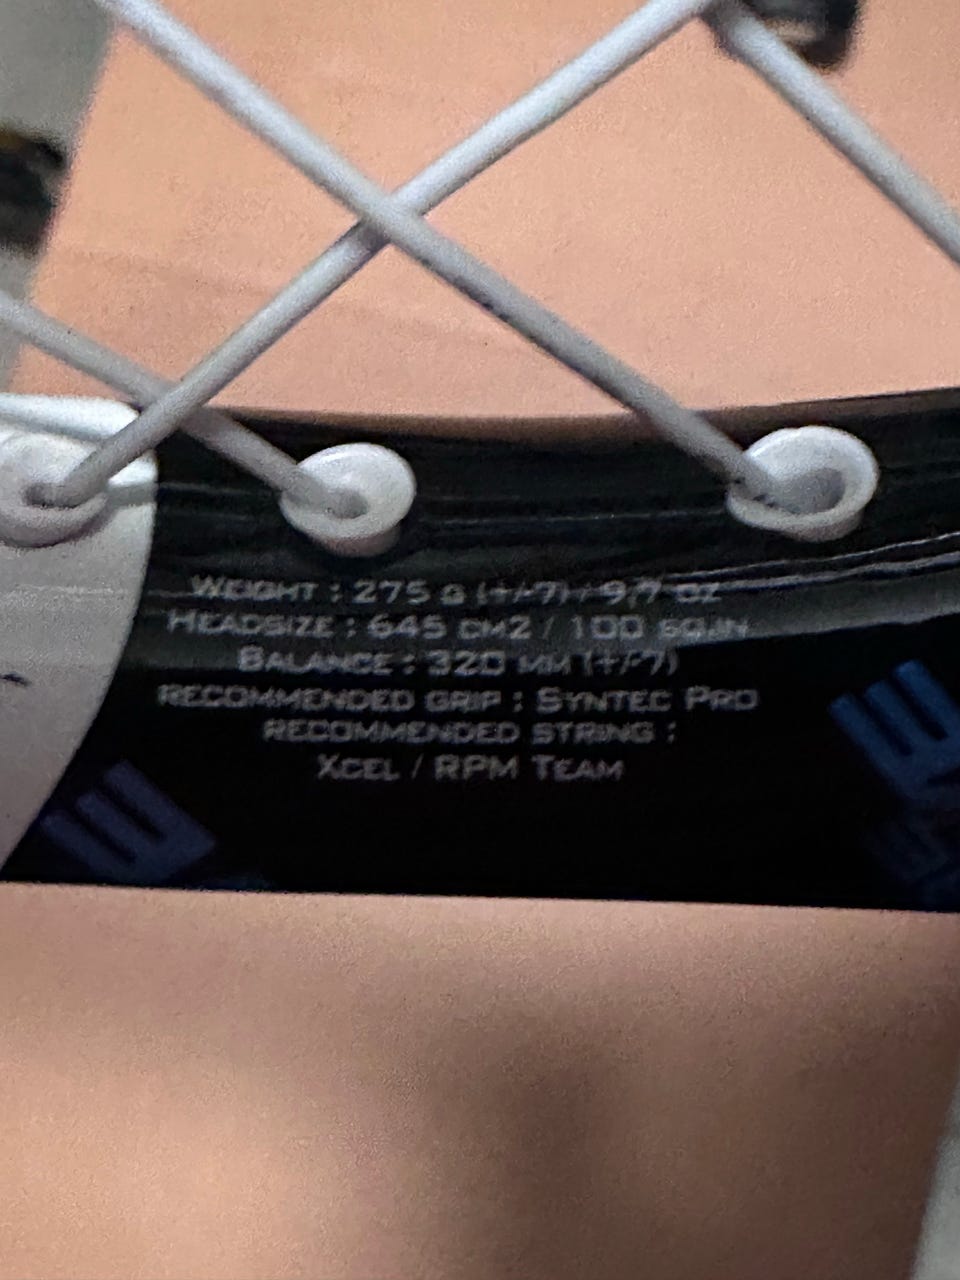 Weight : 275 g (+/-7) / 9,7 oz
Headsize : 645 cm2 / 100 sq.in
Balance : 320 mm (+/-7)
Recommended grip : Syntec Pro
Recommended string :
Xcel / RPM Team